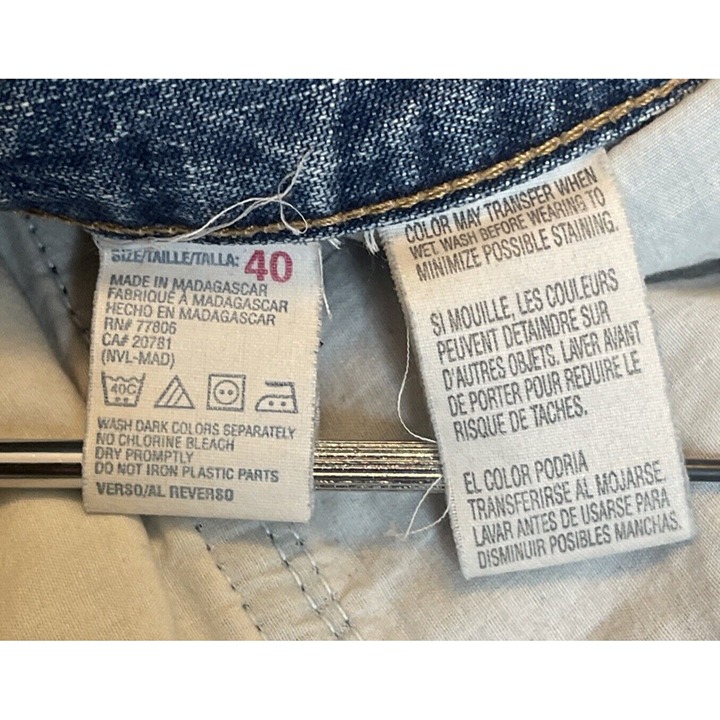 SIZE/TAILLE/TALLA: 40
MADE IN MADAGASCAR
FABRIQUÉ À MADAGASCAR
HECHO EN MADAGASCAR
RN# 77806
CA# 20781
(NVL-MAD)
40C
WASH DARK COLORS SEPARATELY
NO CHLORINE BLEACH
DRY PROMPTLY
DO NOT IRON PLASTIC PARTS
VERSO/AL REVERSO
COLOR MAY TRANSFER WHEN
WET WASH BEFORE WEARING TO
MINIMIZE POSSIBLE STAINING.
SI MOUILLE, LES COULEURS
PEUVENT DETAINDRE SUR
D'AUTRES OBJETS. LAVER AVANT
DE PORTER POUR REDUIRE LE
RISQUE DE TACHES.
EL COLOR PODRIA
TRANSFERIRSE AL MOJARSE.
LAVAR ANTES DE USARSE PARA
DISMINUIR POSIBLES MANCHAS.